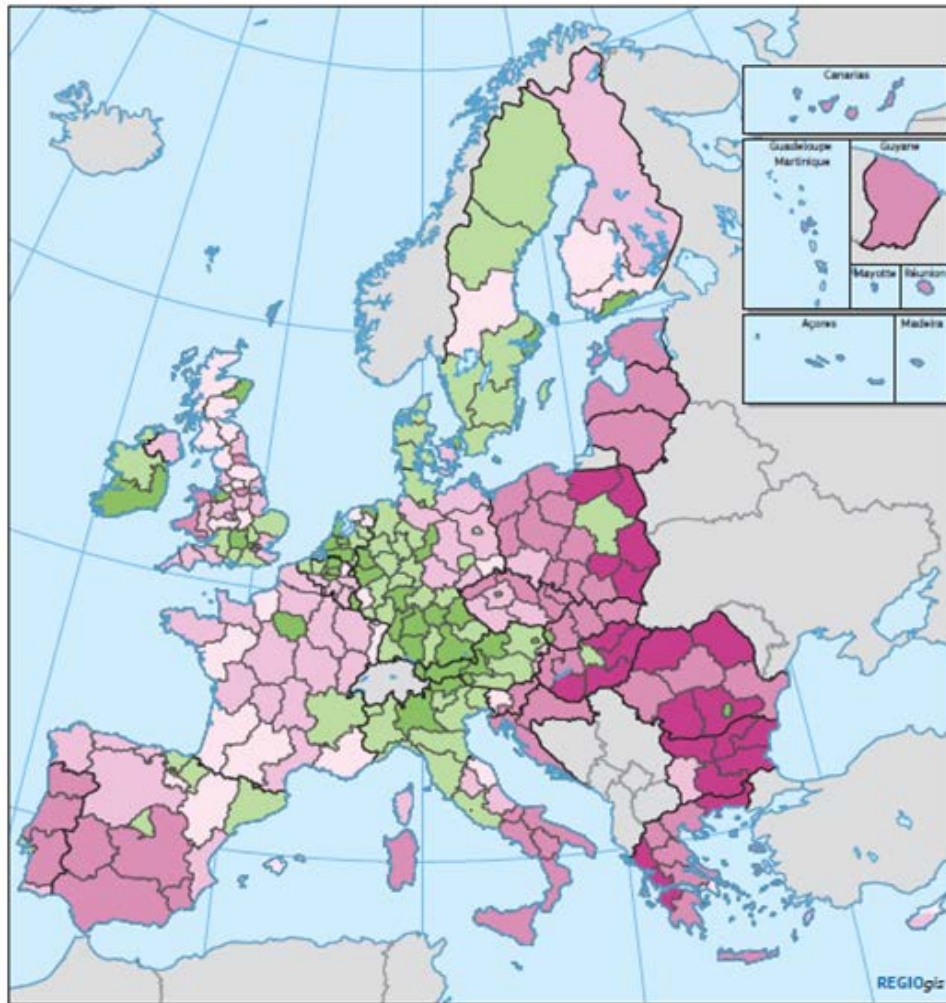 Canarias
Guadeloupe
Martinique
Guyane
Mayotte
Réunion
Açores
Madeira
REGIOgis